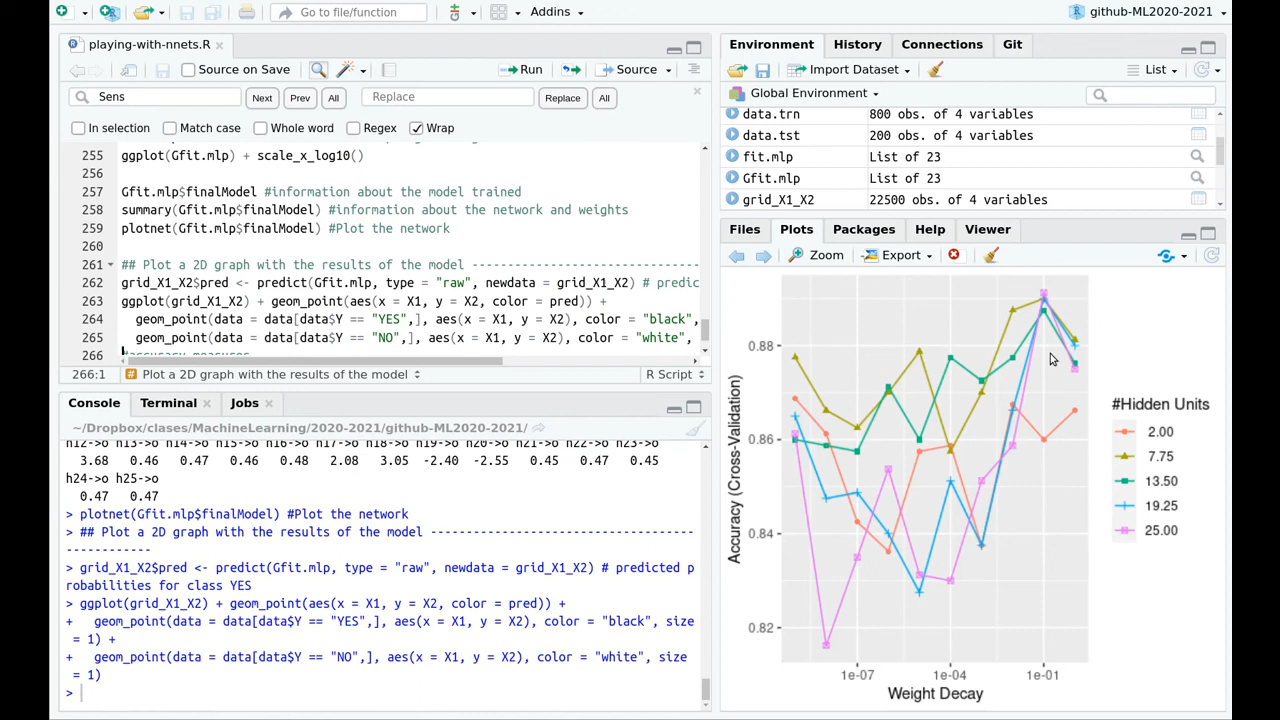 Go to file/function
Addins
github-ML2020-2021
playing-with-nnets.R
Source on Save
Run
Source
Sens
Next
Prev
All
Replace
Replace
All
In selection
Match case
Whole word
Regex
Wrap
255 ggplot(Gfit.mlp) + scale_x_log10()
256
257 Gfit.mlp$finalModel #information about the model trained
258 summary(Gfit.mlp$finalModel) #information about the network and weights
259 plotnet(Gfit.mlp$finalModel) #Plot the network
260
261 ## Plot a 2D graph with the results of the model ------------------------------
262 grid_X1_X2$pred <- predict(Gfit.mlp, type = "raw", newdata = grid_X1_X2) # predic
263 ggplot(grid_X1_X2) + geom_point(aes(x = X1, y = X2, color = pred)) +
264 geom_point(data = data[data$Y == "YES",], aes(x = X1, y = X2), color = "black",
265 geom_point(data = data[data$Y == "NO",], aes(x = X1, y = X2), color = "white",
266 #accuracy measures
266:1
Plot a 2D graph with the results of the model
R Script
Console
Terminal
Jobs
~/Dropbox/clases/MachineLearning/2020-2021/github-ML2020-2021/
h12->o h13->o h14->o h15->o h16->o h17->o h18->o h19->o h20->o h21->o h22->o h23->o
3.68 0.46 0.47 0.46 0.48 2.08 3.05 -2.40 -2.55 0.45 0.47 0.45
h24->o h25->o
0.47 0.47
> plotnet(Gfit.mlp$finalModel) #Plot the network
> ## Plot a 2D graph with the results of the model -----------------------------------
-------------
> grid_X1_X2$pred <- predict(Gfit.mlp, type = "raw", newdata = grid_X1_X2) # predicted p
robabilities for class YES
> ggplot(grid_X1_X2) + geom_point(aes(x = X1, y = X2, color = pred)) +
+ geom_point(data = data[data$Y == "YES",], aes(x = X1, y = X2), color = "black", size
= 1) +
+ geom_point(data = data[data$Y == "NO",], aes(x = X1, y = X2), color = "white", size
= 1)
>
Environment
History
Connections
Git
Import Dataset
List
Global Environment
data.trn 800 obs. of 4 variables
data.tst 200 obs. of 4 variables
fit.mlp List of 23
Gfit.mlp List of 23
grid_X1_X2 22500 obs. of 4 variables
Files
Plots
Packages
Help
Viewer
Zoom
Export
Accuracy (Cross-Validation)
0.88
0.86
0.84
0.82
1e-07
1e-04
1e-01
Weight Decay
#Hidden Units
2.00
7.75
13.50
19.25
25.00